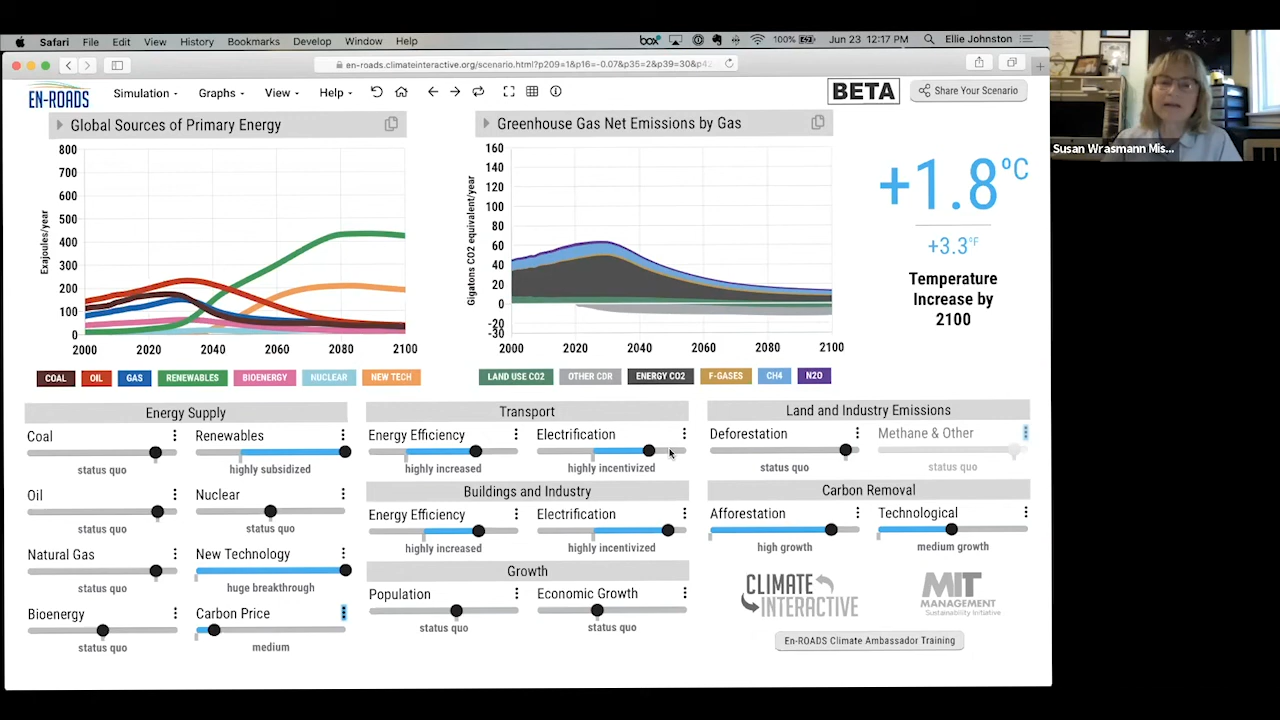 Safari File Edit View History Bookmarks Develop Window Help box 100% Jun 23 12:17 PM Ellie Johnston
en-roads.climateinteractive.org/scenario.html?p209=1&p16=-0.07&p35=2&p39=30&p4
EN-ROADS Simulation Graphs View Help BETA Share Your Scenario
Susan Wrasmann Mis...
Global Sources of Primary Energy
Exajoules/year
800
700
600
500
400
300
200
100
0
2000 2020 2040 2060 2080 2100
COAL OIL GAS RENEWABLES BIOENERGY NUCLEAR NEW TECH
Greenhouse Gas Net Emissions by Gas
Gigatons CO2 equivalent/year
160
140
120
100
80
60
40
20
0
-20
-30
2000 2020 2040 2060 2080 2100
LAND USE CO2 OTHER CDR ENERGY CO2 F-GASES CH4 N2O
+1.8°C
+3.3°F
Temperature
Increase by
2100
Energy Supply
Coal Renewables
status quo highly subsidized
Oil Nuclear
status quo status quo
Natural Gas New Technology
status quo huge breakthrough
Bioenergy Carbon Price
status quo medium
Transport
Energy Efficiency Electrification
highly increased highly incentivized
Buildings and Industry
Energy Efficiency Electrification
highly increased highly incentivized
Growth
Population Economic Growth
status quo status quo
Land and Industry Emissions
Deforestation Methane & Other
status quo status quo
Carbon Removal
Afforestation Technological
high growth medium growth
CLIMATE
INTERACTIVE
MIT
MANAGEMENT
Sustainability Initiative
En-ROADS Climate Ambassador Training